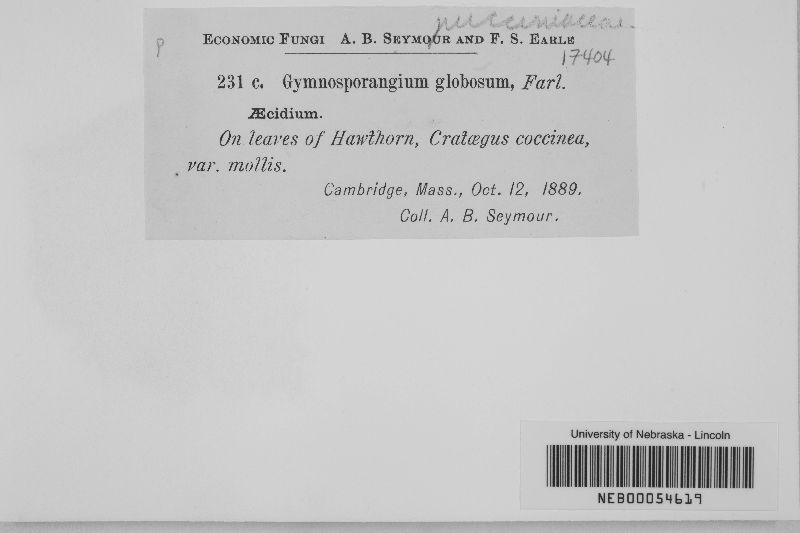 pucciniaceae.
P
ECONOMIC FUNGI A. B. SEYMOUR AND F. S. EARLE
17404
231 c. Gymnosporangium globosum, Farl.
Æcidium.
On leaves of Hawthorn, Cratægus coccinea,
var. mollis.
Cambridge, Mass., Oct. 12, 1889.
Coll. A. B. Seymour.
University of Nebraska - Lincoln
NEB00054619